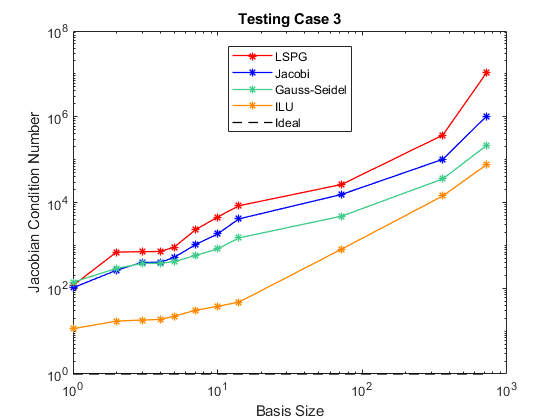 Testing Case 3
10^8
10^6
10^4
10^2
10^0
Jacobian Condition Number
LSPG
Jacobi
Gauss-Seidel
ILU
Ideal
10^0 10^1 10^2 10^3
Basis Size